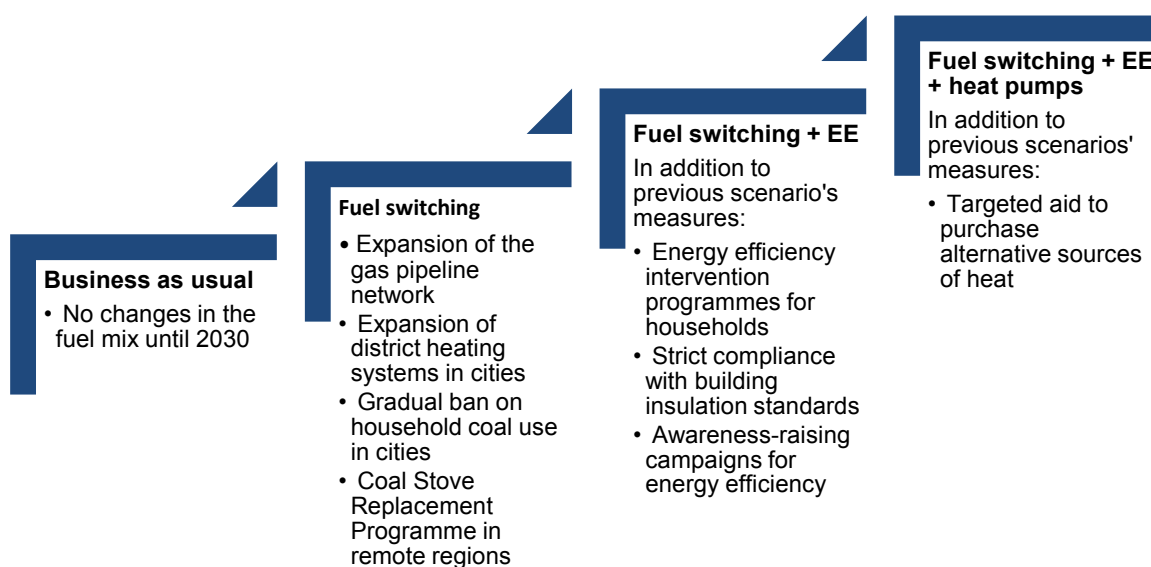 Business as usual
• No changes in the
fuel mix until 2030
Fuel switching
• Expansion of the
gas pipeline
network
• Expansion of
district heating
systems in cities
• Gradual ban on
household coal use
in cities
• Coal Stove
Replacement
Programme in
remote regions
Fuel switching + EE
In addition to
previous scenario's
measures:
• Energy efficiency
intervention
programmes for
households
• Strict compliance
with building
insulation standards
• Awareness-raising
campaigns for
energy efficiency
Fuel switching + EE
+ heat pumps
In addition to
previous scenarios'
measures:
• Targeted aid to
purchase
alternative sources
of heat